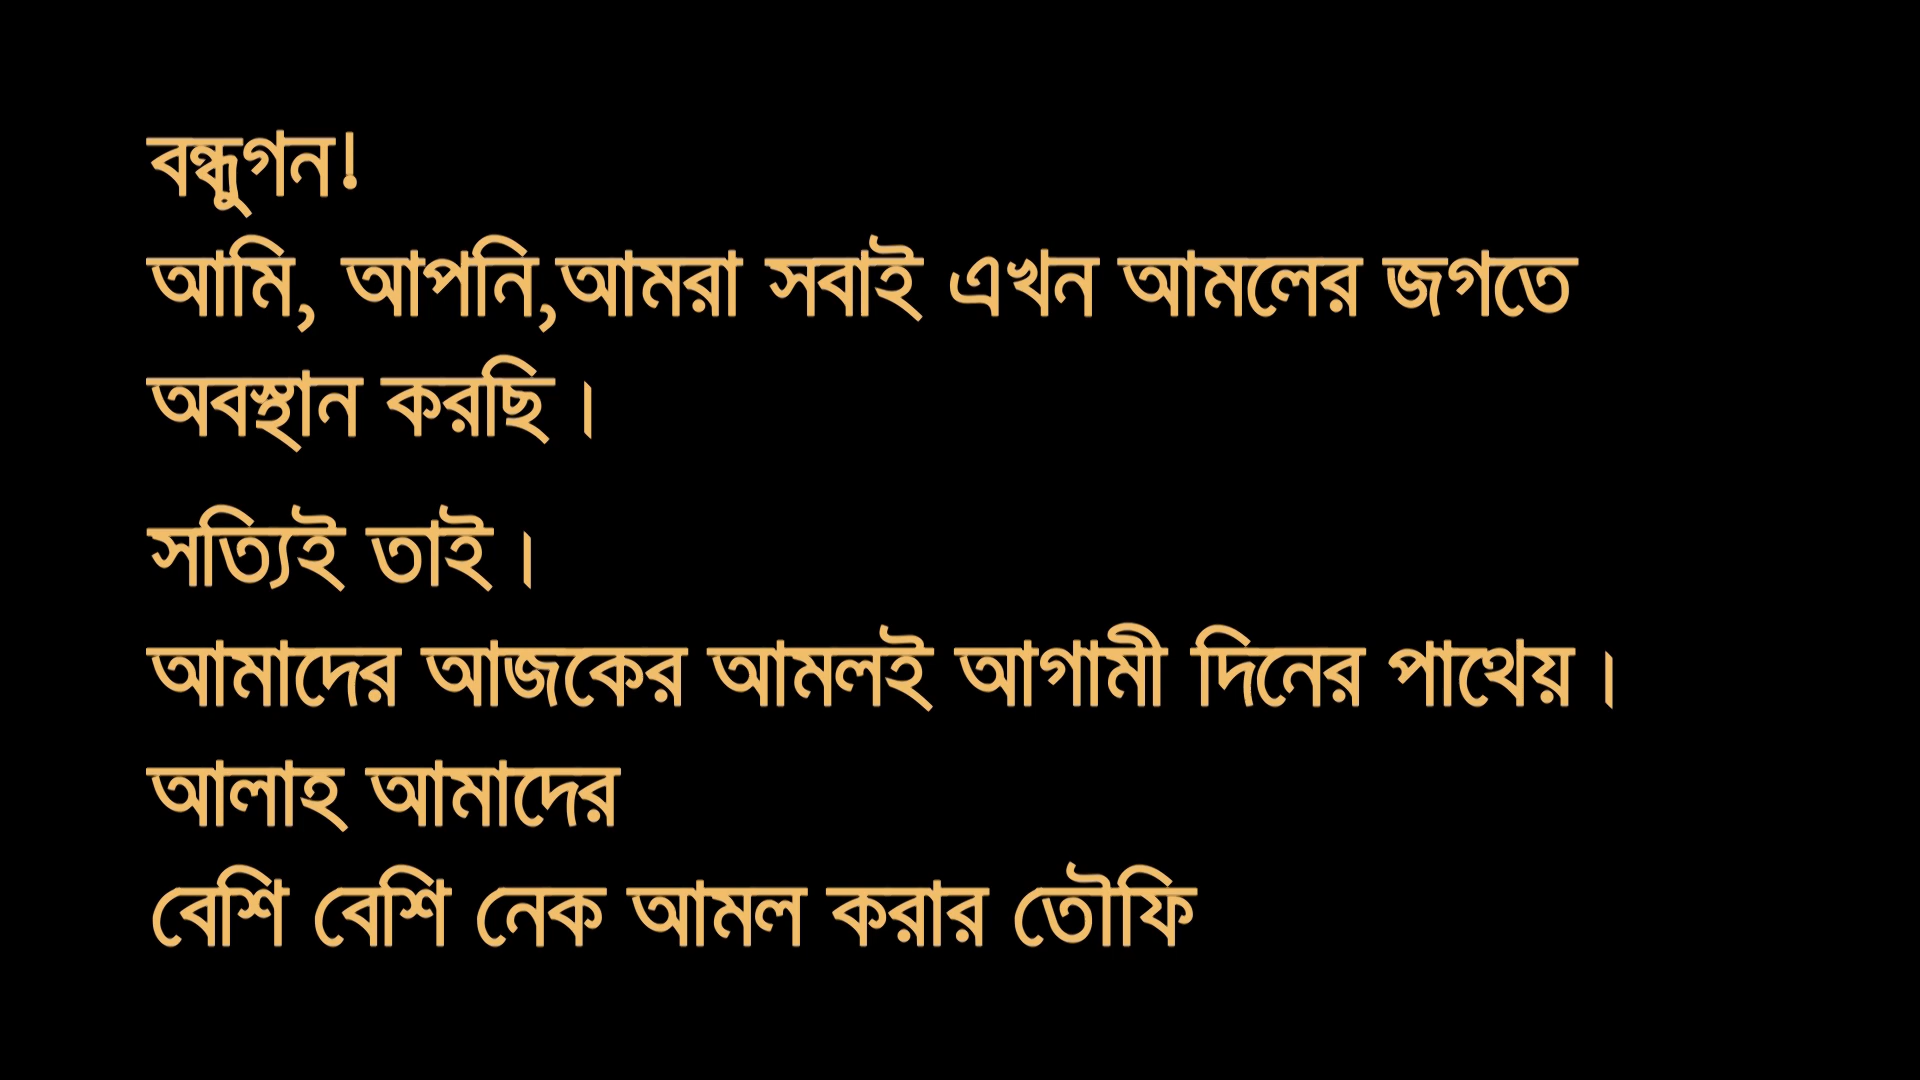 বন্ধুগন!
আমি, আপনি,আমরা সবাই এখন আমলের জগতে
অবস্থান করছি।
সত্যিই তাই।
আমাদের আজকের আমলই আগামী দিনের পাথেয়।
আলাহ আমাদের
বেশি বেশি নেক আমল করার তৌফি